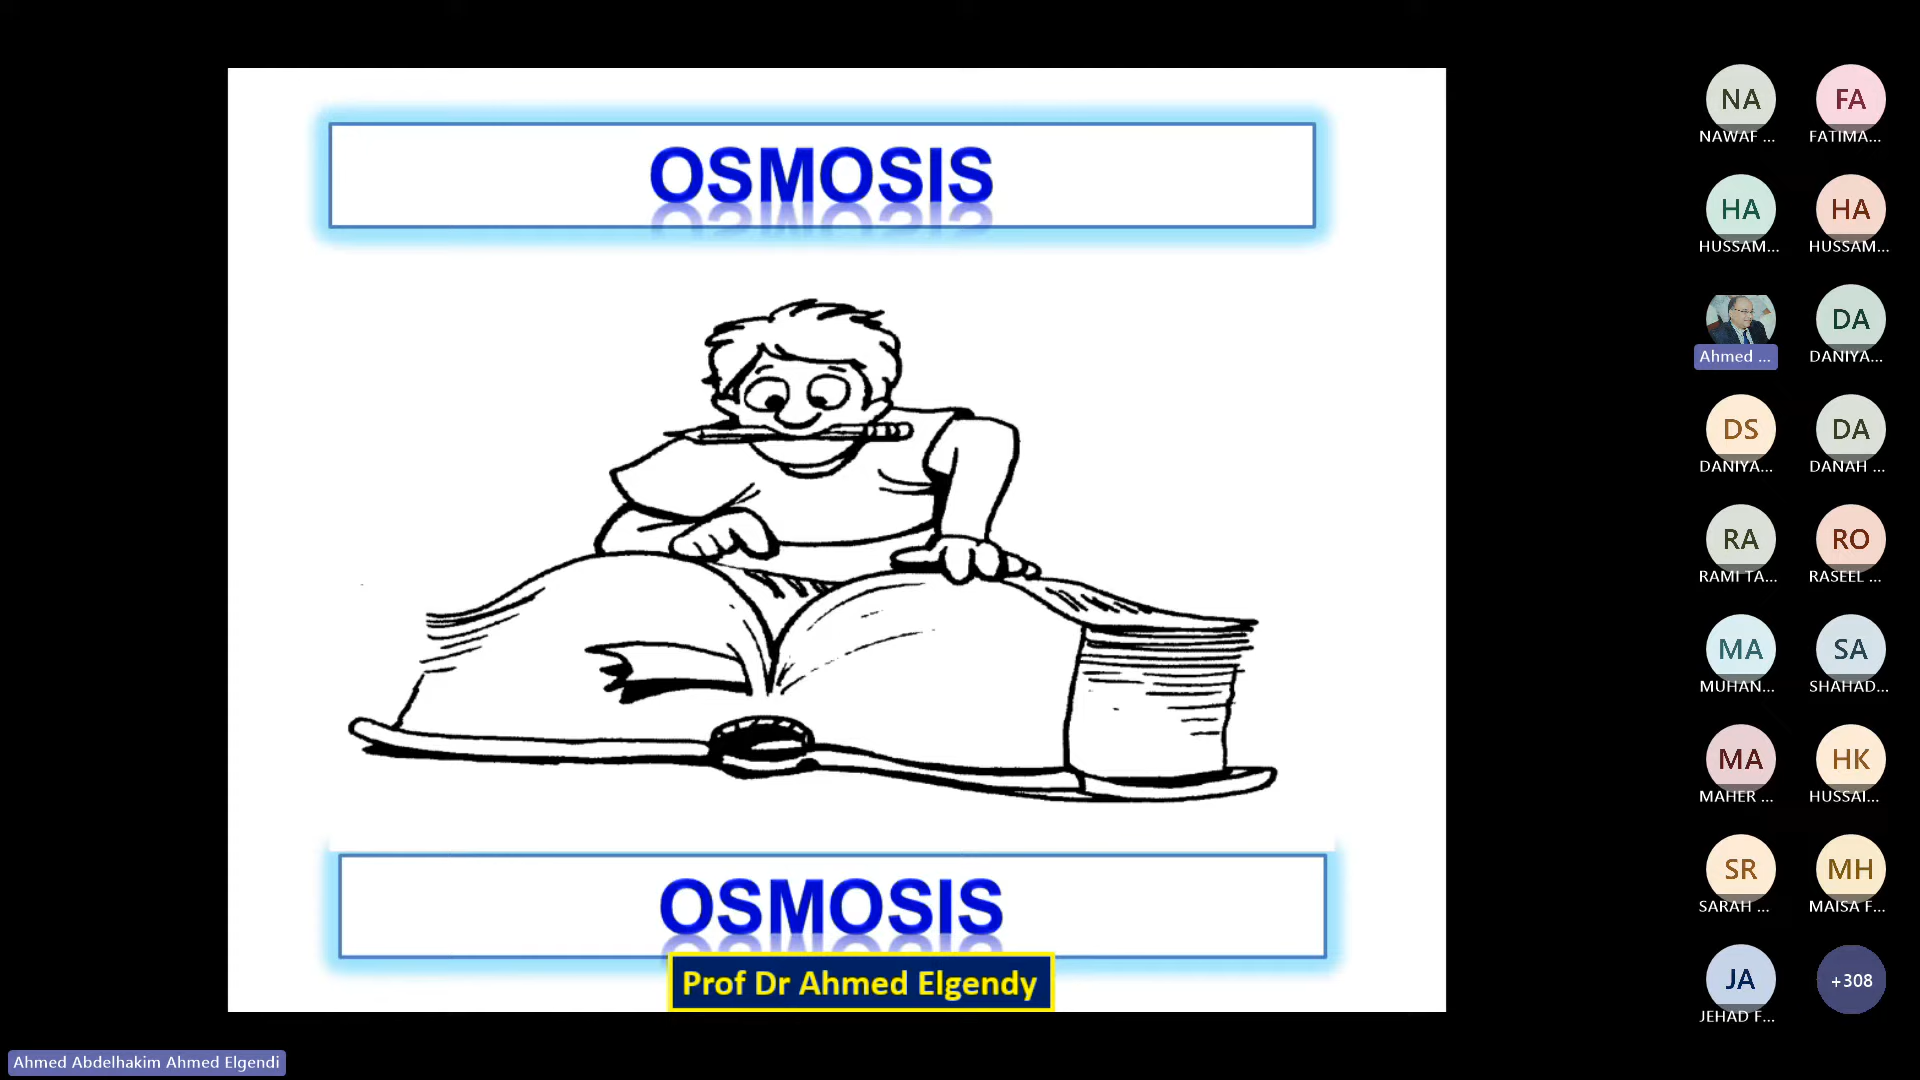 OSMOSIS
OSMOSIS
Prof Dr Ahmed Elgendy
Ahmed Abdelhakim Ahmed Elgendi
NA FA
NAWAF ... FATIMA...
HA HA
HUSSAM... HUSSAM...
DA
Ahmed ... DANIYA...
DS DA
DANIYA... DANAH ...
RA RO
RAMI TA... RASEEL ...
MA SA
MUHAN... SHAHAD...
MA HK
MAHER ... HUSSAI...
SR MH
SARAH ... MAISA F...
JA +308
JEHAD F...